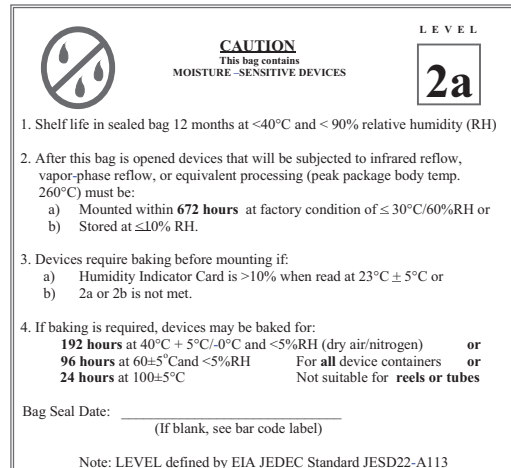 L E V E L
CAUTION
This bag contains
MOISTURE –SENSITIVE DEVICES
2a
1. Shelf life in sealed bag 12 months at <40°C and < 90% relative humidity (RH)
2. After this bag is opened devices that will be subjected to infrared reflow,
vapor-phase reflow, or equivalent processing (peak package body temp.
260°C) must be:
a) Mounted within 672 hours at factory condition of ≤ 30°C/60%RH or
b) Stored at ≤10% RH.
3. Devices require baking before mounting if:
a) Humidity Indicator Card is >10% when read at 23°C ± 5°C or
b) 2a or 2b is not met.
4. If baking is required, devices may be baked for:
192 hours at 40°C + 5°C/-0°C and <5%RH (dry air/nitrogen) or
96 hours at 60±5°Cand <5%RH For all device containers or
24 hours at 100±5°C Not suitable for reels or tubes
Bag Seal Date: ______________________________
(If blank, see bar code label)
Note: LEVEL defined by EIA JEDEC Standard JESD22-A113